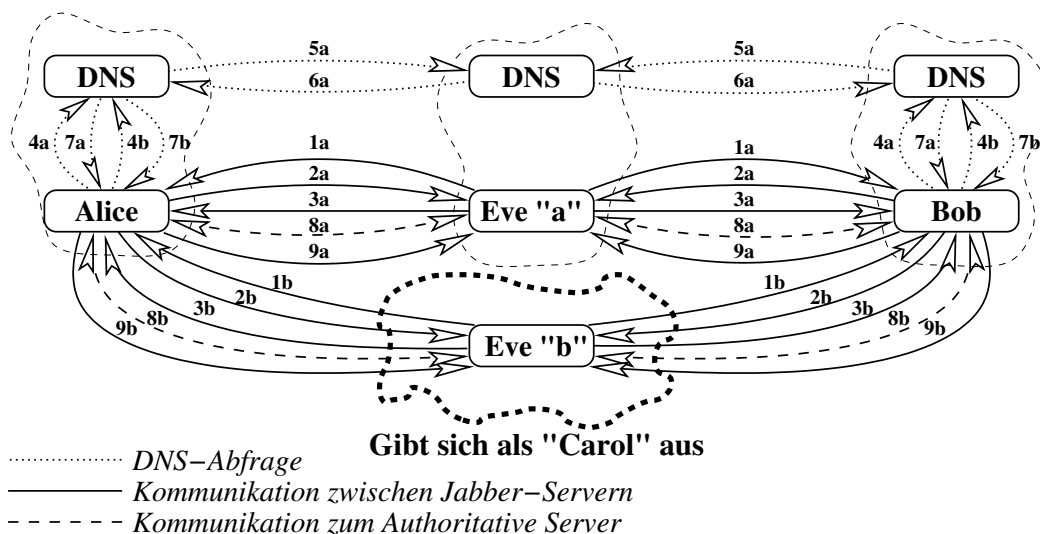 5a 5a
DNS DNS DNS
6a 6a
4a 7a 4b 7b 4a 7a 4b 7b
1a 1a
2a 2a
3a 3a
Alice Eve "a" Bob
8a 8a
9a 9a
1b 1b
2b 2b
3b 3b
8b 8b
9b 9b
Eve "b"
Gibt sich als "Carol" aus
DNS−Abfrage
Kommunikation zwischen Jabber−Servern
Kommunikation zum Authoritative Server